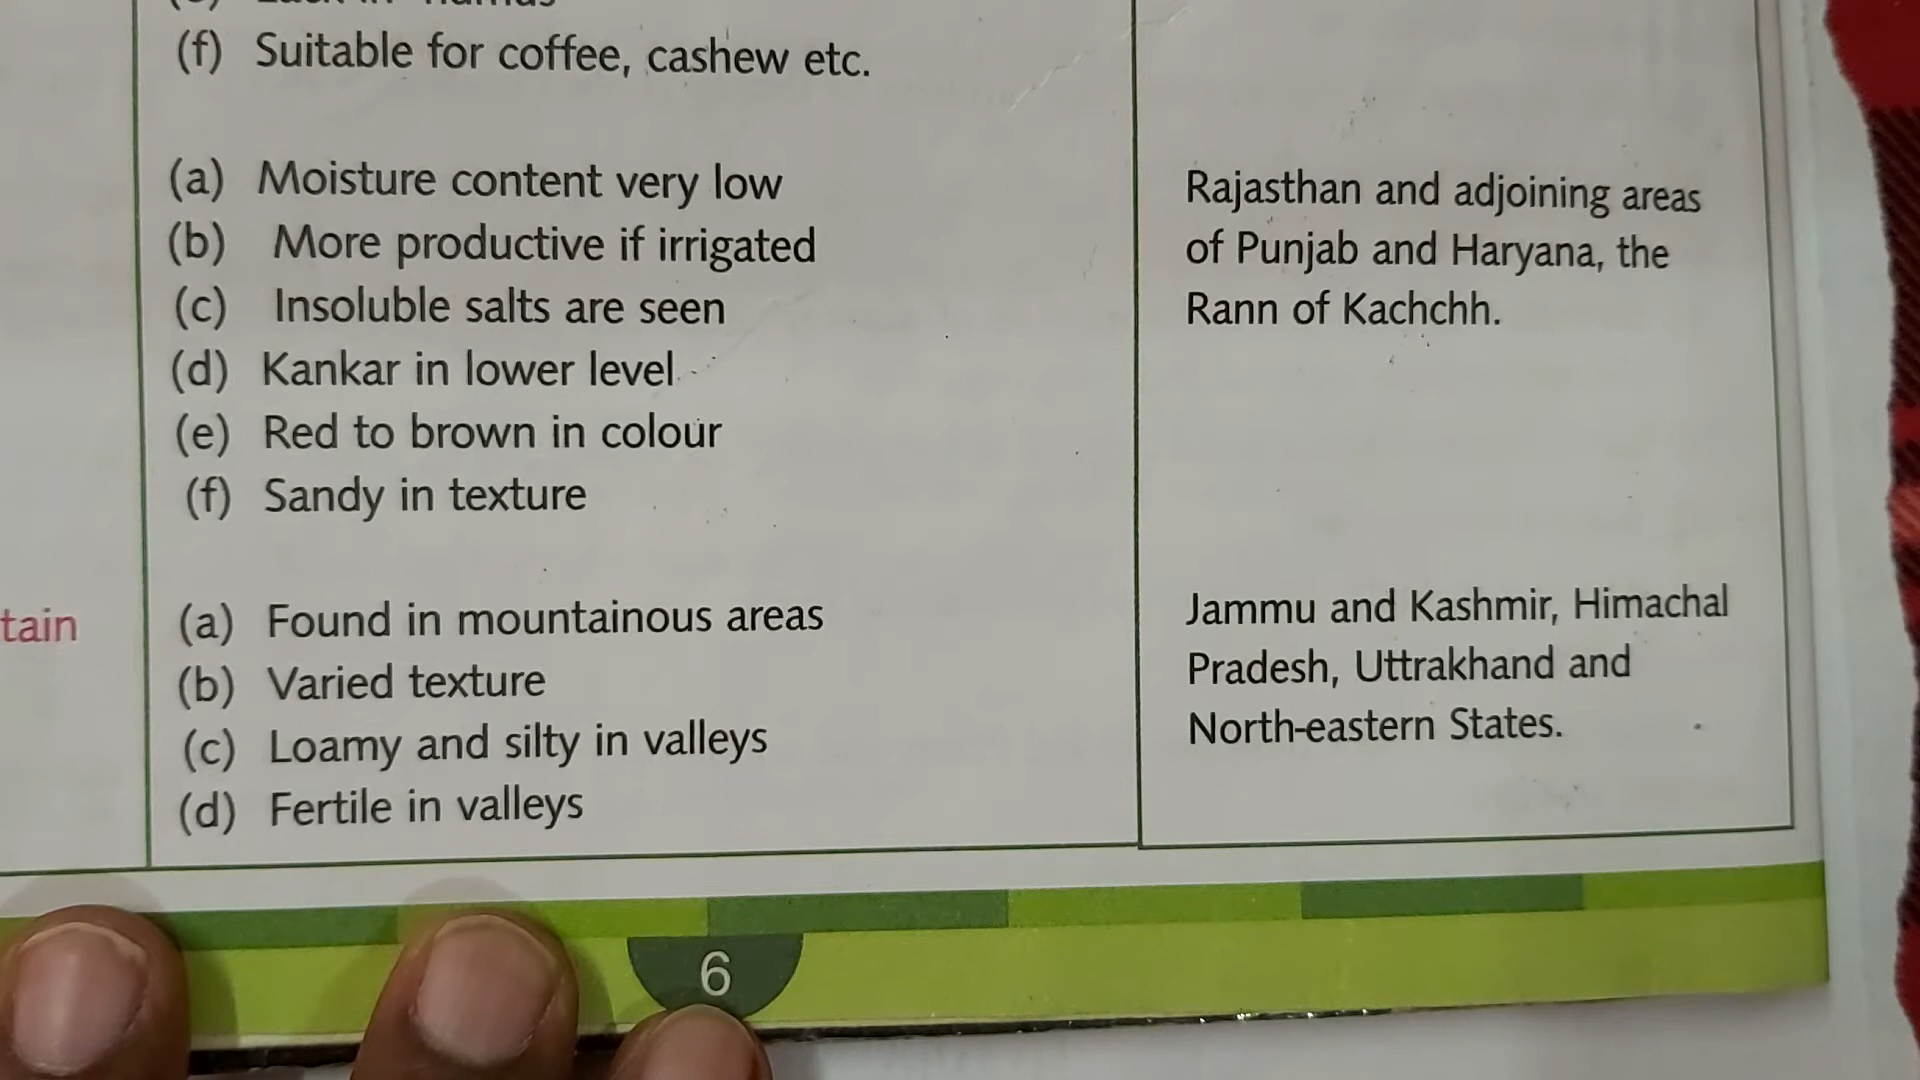 (f) Suitable for coffee, cashew etc.
(a) Moisture content very low
(b) More productive if irrigated
(c) Insoluble salts are seen
(d) Kankar in lower level
(e) Red to brown in colour
(f) Sandy in texture
Rajasthan and adjoining areas
of Punjab and Haryana, the
Rann of Kachchh.
tain
(a) Found in mountainous areas
(b) Varied texture
(c) Loamy and silty in valleys
(d) Fertile in valleys
Jammu and Kashmir, Himachal
Pradesh, Uttrakhand and
North-eastern States.
6